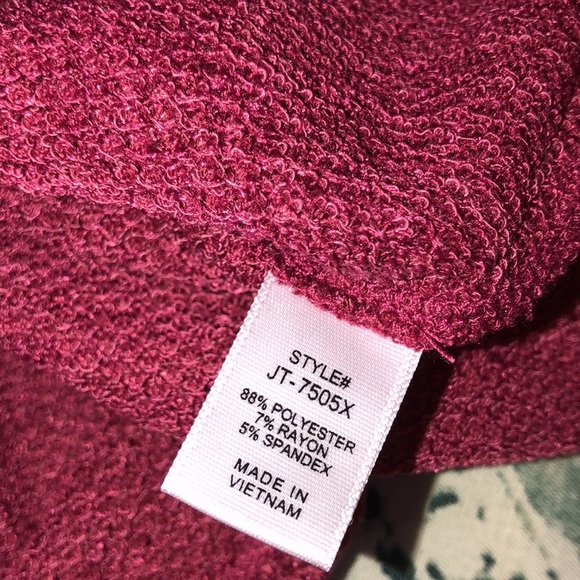 STYLE#
JT-7505X
88% POLYESTER
7% RAYON
5% SPANDEX
MADE IN
VIETNAM